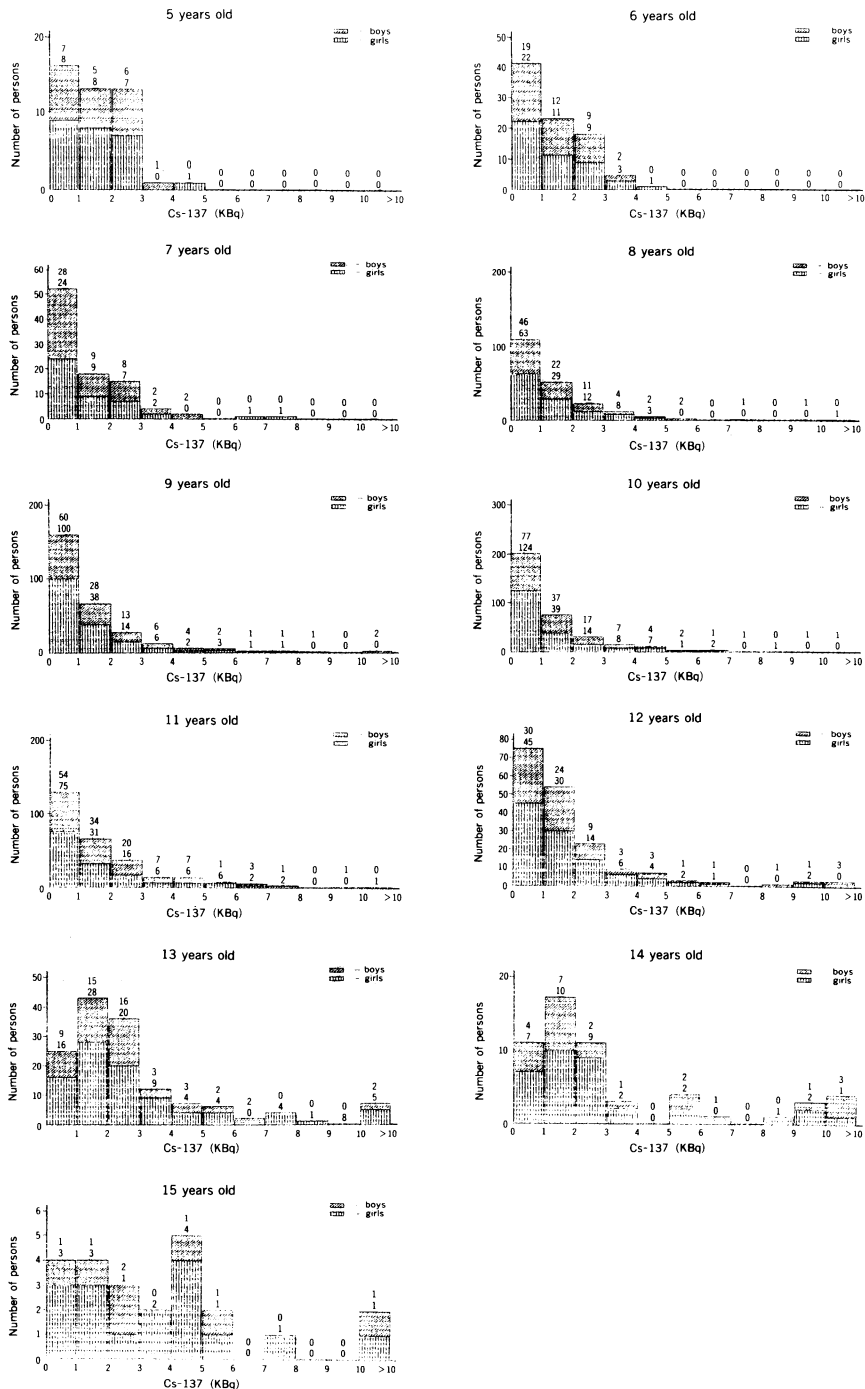 5 years old
boys
girls
Number of persons
20
10
0
7 5 6 1 0 0 0 0 0 0 0
8 8 7 0 1 0 0 0 0 0 0
0 1 2 3 4 5 6 7 8 9 10 >10
Cs-137 (KBq)
6 years old
boys
girls
Number of persons
50
40
30
20
10
0
19 12 9 2 0 0 0 0 0 0 0
22 11 9 3 1 0 0 0 0 0 0
0 1 2 3 4 5 6 7 8 9 10 >10
Cs-137 (KBq)
7 years old
boys
girls
Number of persons
60
50
40
30
20
10
0
28 9 8 2 2 0 0 0 0 0 0
24 9 7 2 0 0 1 1 0 0 0
0 1 2 3 4 5 6 7 8 9 10 >10
Cs-137 (KBq)
8 years old
boys
girls
Number of persons
200
100
0
46 22 11 4 2 2 0 1 0 1 0
63 29 12 8 3 0 0 0 0 0 1
0 1 2 3 4 5 6 7 8 9 10 >10
Cs-137 (KBq)
9 years old
boys
girls
Number of persons
200
100
0
60 28 13 6 4 2 1 1 1 0 2
100 38 14 6 2 3 1 1 0 0 0
0 1 2 3 4 5 6 7 8 9 10 >10
Cs-137 (KBq)
10 years old
boys
girls
Number of persons
300
200
100
0
77 37 17 7 4 2 1 1 0 1 1
124 39 14 8 7 1 2 0 1 0 0
0 1 2 3 4 5 6 7 8 9 10 >10
Cs-137 (KBq)
11 years old
boys
girls
Number of persons
200
100
0
54 34 20 7 7 1 3 1 0 1 0
75 31 16 6 6 6 2 2 0 0 1
0 1 2 3 4 5 6 7 8 9 10 >10
Cs-137 (KBq)
12 years old
boys
girls
Number of persons
80
70
60
50
40
30
20
10
0
30 24 9 3 3 1 1 0 1 1 3
45 30 14 6 4 2 1 0 0 2 0
0 1 2 3 4 5 6 7 8 9 10 >10
Cs-137 (KBq)
13 years old
boys
girls
Number of persons
50
40
30
20
10
0
9 15 16 3 3 2 2 0 0 0 2
16 28 20 9 4 4 0 4 1 8 5
1 2 3 4 5 6 7 8 9 10 >10
Cs-137 (KBq)
14 years old
boys
girls
Number of persons
20
10
0
4 7 2 1 0 2 1 0 0 1 3
7 10 9 2 0 2 0 0 1 2 1
0 1 2 3 4 5 6 7 8 9 10 >10
Cs-137 (KBq)
15 years old
boys
girls
Number of persons
6
5
4
3
2
1
0
1 1 2 0 1 1 0 0 0 0 1
3 3 1 2 4 1 0 1 0 0 1
0 1 2 3 4 5 6 7 8 9 10 >10
Cs-137 (KBq)